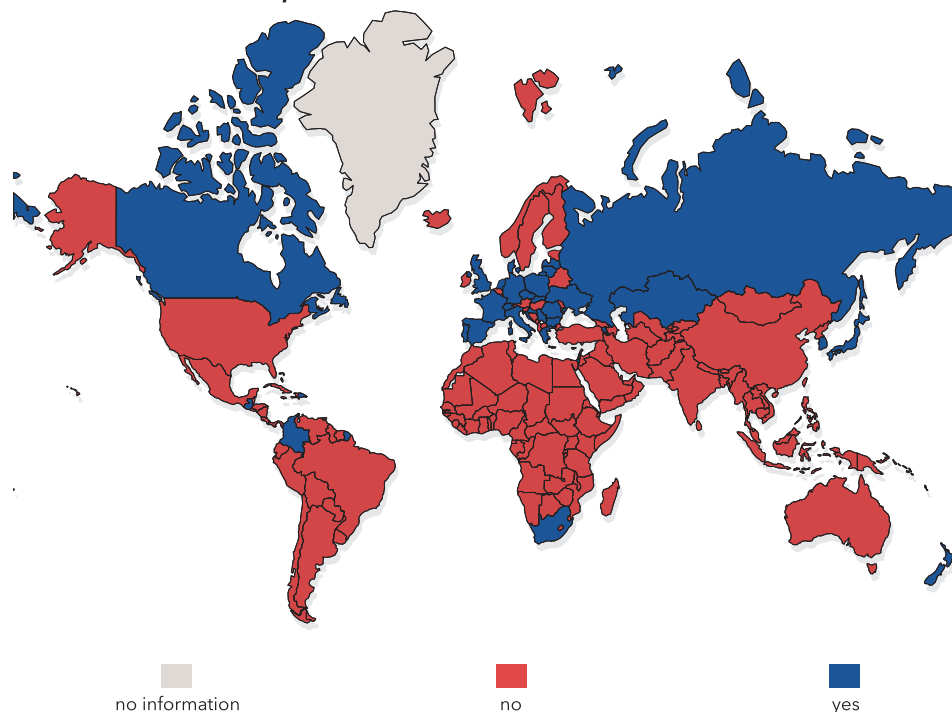 no information
no
yes